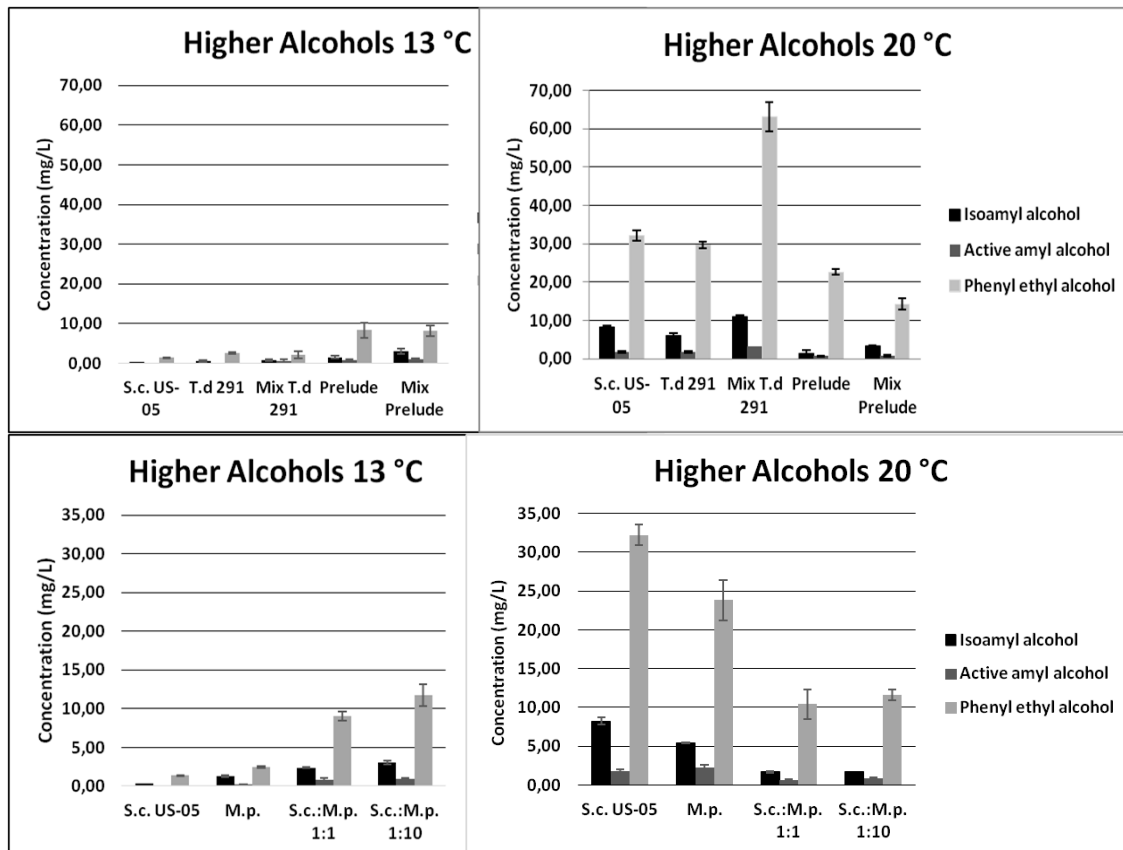 Higher Alcohols 13 °C
Concentration (mg/L)
70,00
60,00
50,00
40,00
30,00
20,00
10,00
0,00
S.c. US-
05
T.d 291
Mix T.d
291
Prelude
Mix
Prelude
Higher Alcohols 20 °C
Concentration (mg/L)
70,00
60,00
50,00
40,00
30,00
20,00
10,00
0,00
S.c. US-
05
T.d 291
Mix T.d
291
Prelude
Mix
Prelude
Isoamyl alcohol
Active amyl alcohol
Phenyl ethyl alcohol
Higher Alcohols 13 °C
Concentration (mg/L)
35,00
30,00
25,00
20,00
15,00
10,00
5,00
0,00
S.c. US-05
M.p.
S.c.:M.p.
1:1
S.c.:M.p.
1:10
Higher Alcohols 20 °C
Concentration (mg/L)
35,00
30,00
25,00
20,00
15,00
10,00
5,00
0,00
S.c. US-05
M.p.
S.c.:M.p.
1:1
S.c.:M.p.
1:10
Isoamyl alcohol
Active amyl alcohol
Phenyl ethyl alcohol